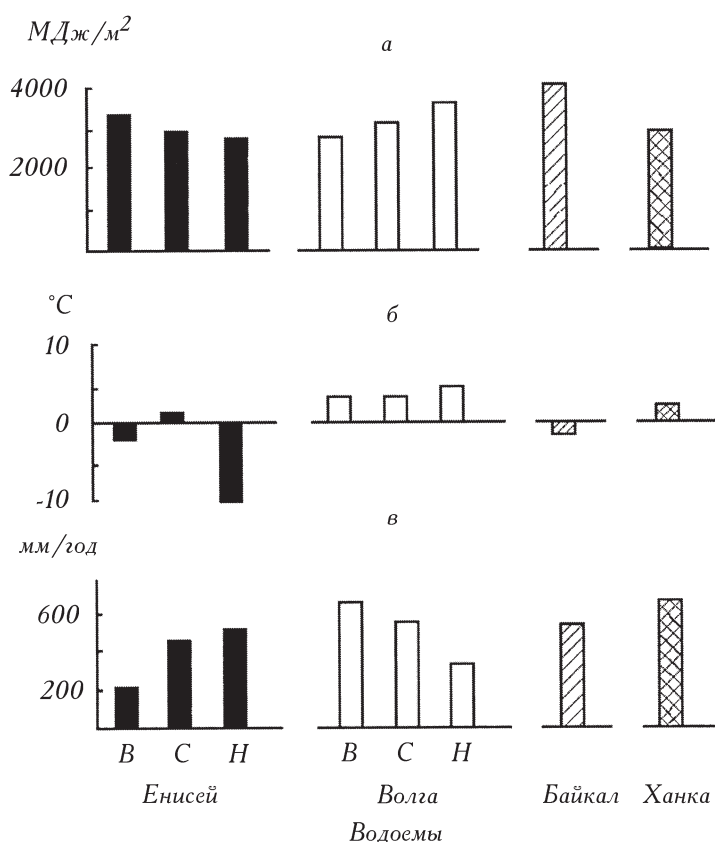 МДж/м²
а
4000
2000
°С
б
10
0
-10
в
мм/год
600
200
В С Н В С Н
Енисей Волга Байкал Ханка
Водоемы